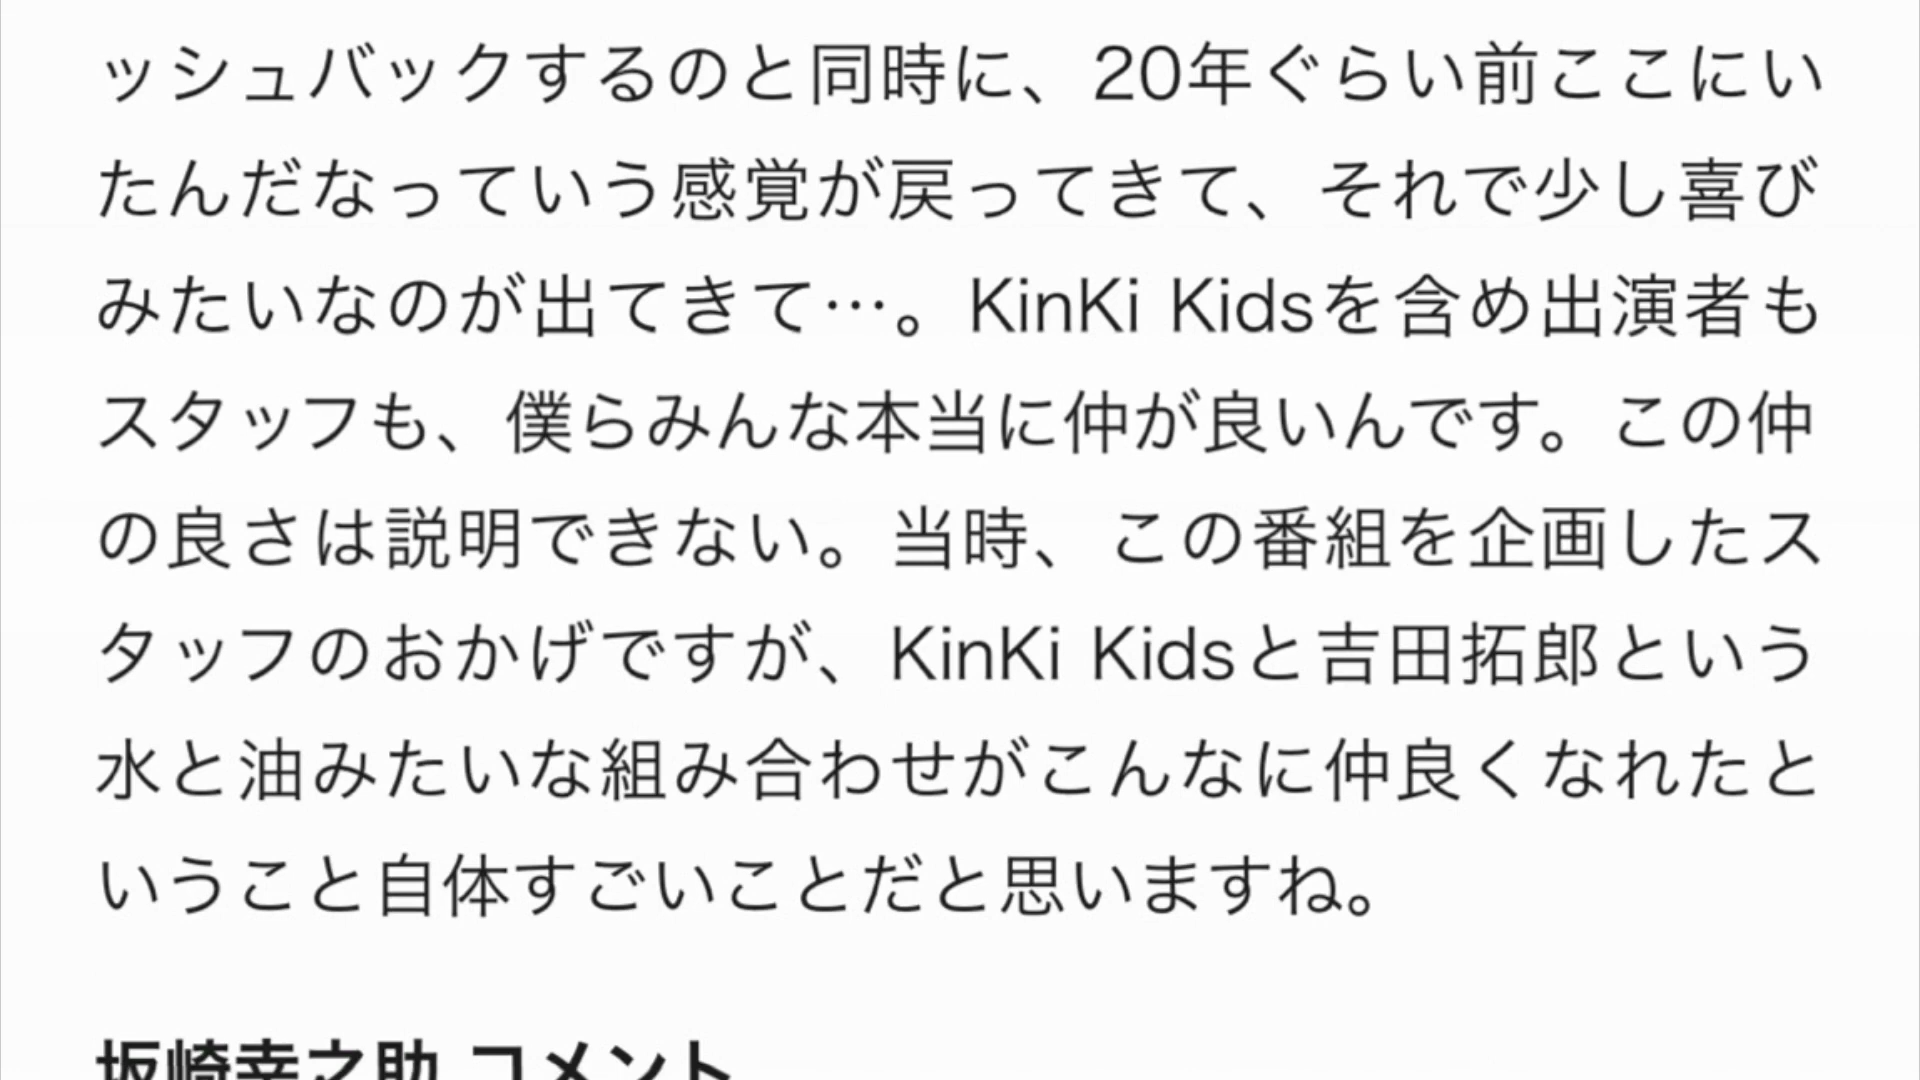 ッシュバックするのと同時に、20年ぐらい前ここにい
たんだなっていう感覚が戻ってきて、それで少し喜び
みたいなのが出てきて…。KinKi Kidsを含め出演者も
スタッフも、僕らみんな本当に仲が良いんです。この仲
の良さは説明できない。当時、この番組を企画したス
タッフのおかげですが、KinKi Kidsと吉田拓郎という
水と油みたいな組み合わせがこんなに仲良くなれたと
いうこと自体すごいことだと思いますね。
坂崎幸之助 コメント